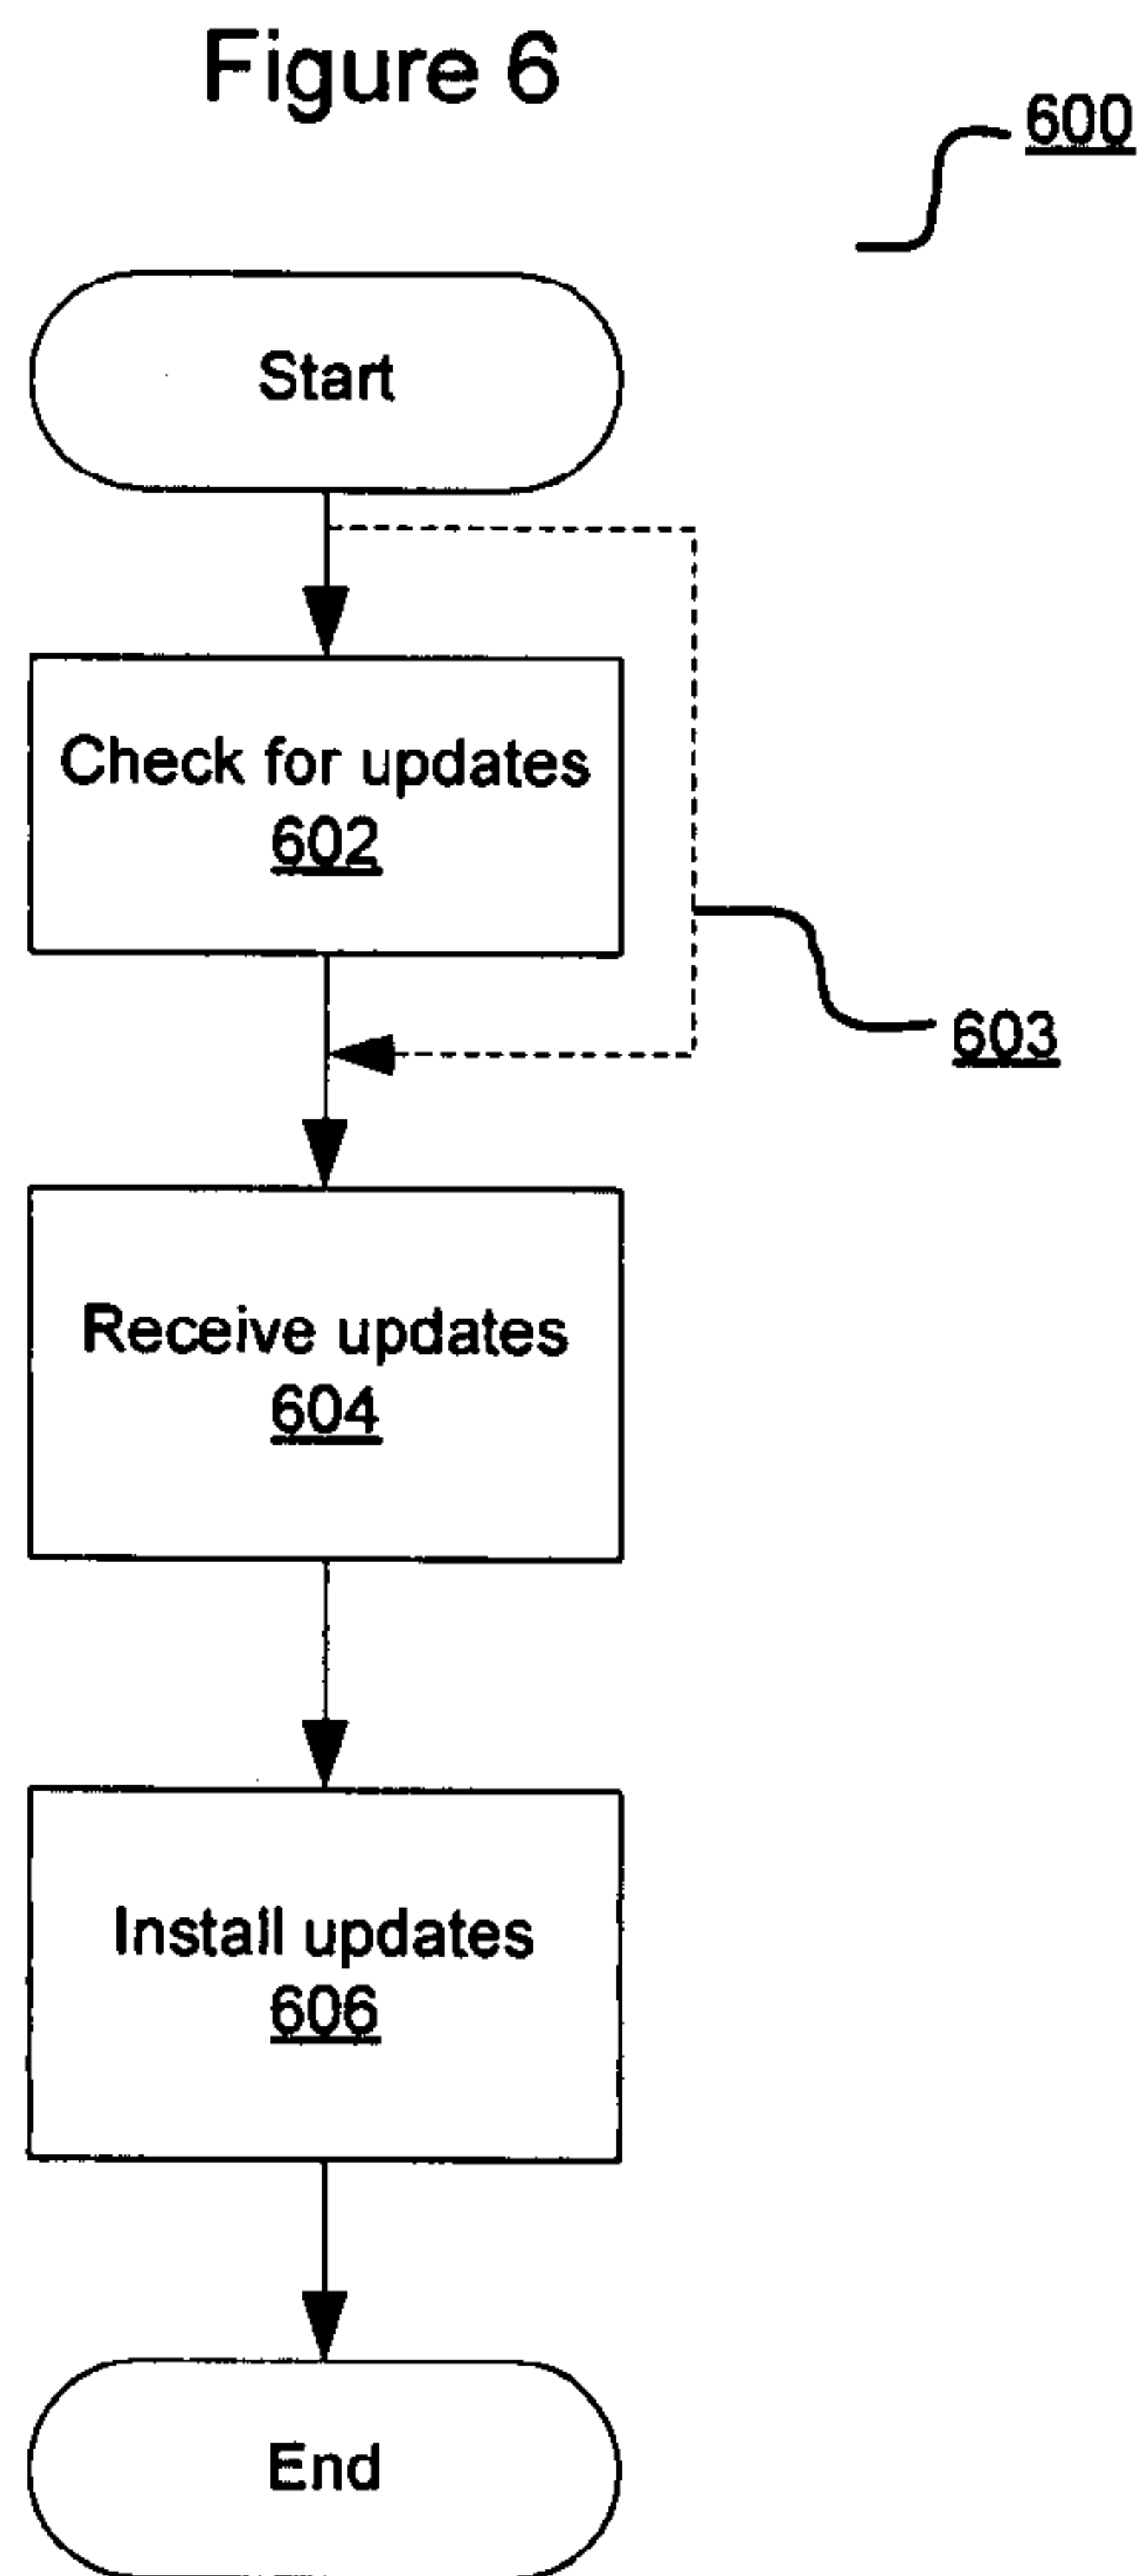 Figure 6
600
Start
Check for updates
602
603
Receive updates
604
Install updates
606
End